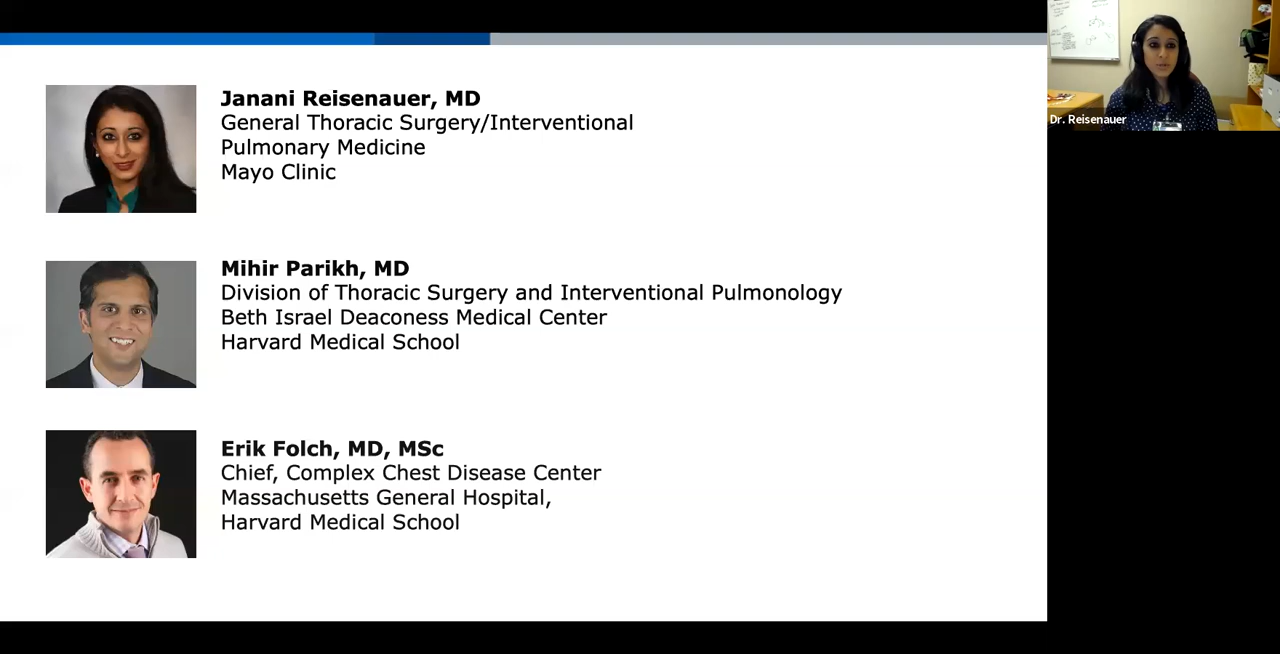 Janani Reisenauer, MD
General Thoracic Surgery/Interventional
Pulmonary Medicine
Mayo Clinic
Dr. Reisenauer
Mihir Parikh, MD
Division of Thoracic Surgery and Interventional Pulmonology
Beth Israel Deaconess Medical Center
Harvard Medical School
Erik Folch, MD, MSc
Chief, Complex Chest Disease Center
Massachusetts General Hospital,
Harvard Medical School